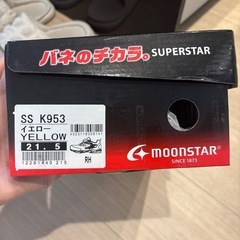 バネのチカラ。 SUPERSTAR
SS K953
イエロー
YELLOW
21.5
RH
MOONSTAR
SINCE 1873